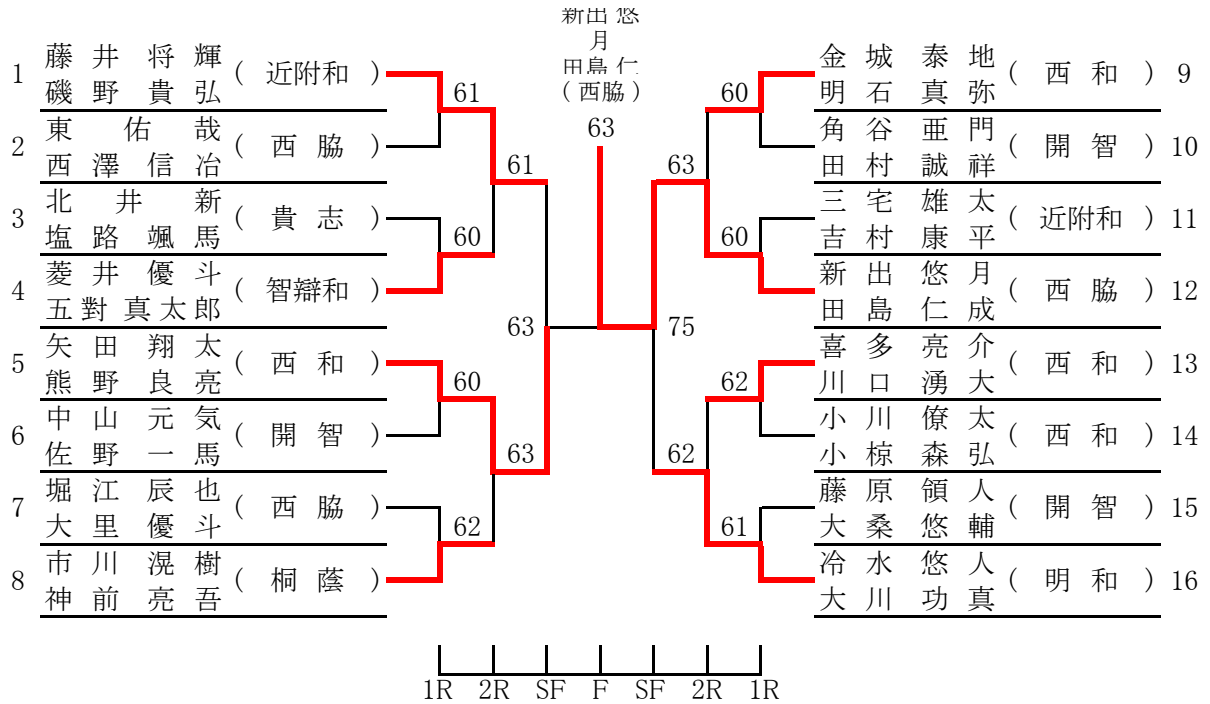 新出 悠
月
田島 仁
( 西脇 )
63
1 藤井将輝 ( 近附和 )
磯野貴弘
61
2 東佑哉 ( 西脇 )
西澤信冶
61
3 北井新 ( 貴志 )
塩路颯馬
60
4 菱井優斗 ( 智辯和 )
五對真太郎
63
5 矢田翔太 ( 西和 )
熊野良亮
60
6 中山元気 ( 開智 )
佐野一馬
63
7 堀江辰也 ( 西脇 )
大里優斗
62
8 市川滉樹 ( 桐蔭 )
神前亮吾
金城泰地 ( 西和 ) 9
明石真弥
60
角谷亜門 ( 開智 ) 10
田村誠祥
63
三宅雄太 ( 近附和 ) 11
吉村康平
60
新出悠月 ( 西脇 ) 12
田島仁成
75
喜多亮介 ( 西和 ) 13
川口湧大
62
小川僚太 ( 西和 ) 14
小椋森弘
62
藤原領人 ( 開智 ) 15
大桑悠輔
61
冷水悠人 ( 明和 ) 16
大川功真
1R 2R SF F SF 2R 1R